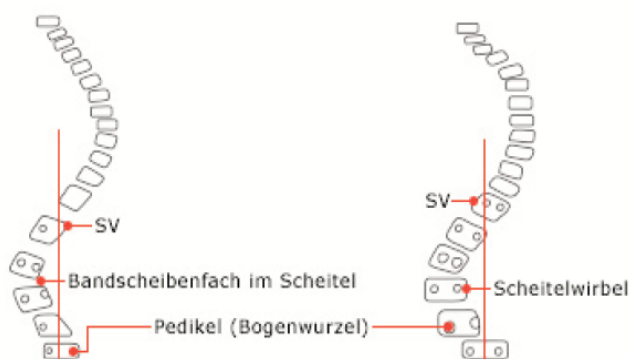 SV
SV
Bandscheibenfach im Scheitel
Scheitelwirbel
Pedikel (Bogenwurzel)